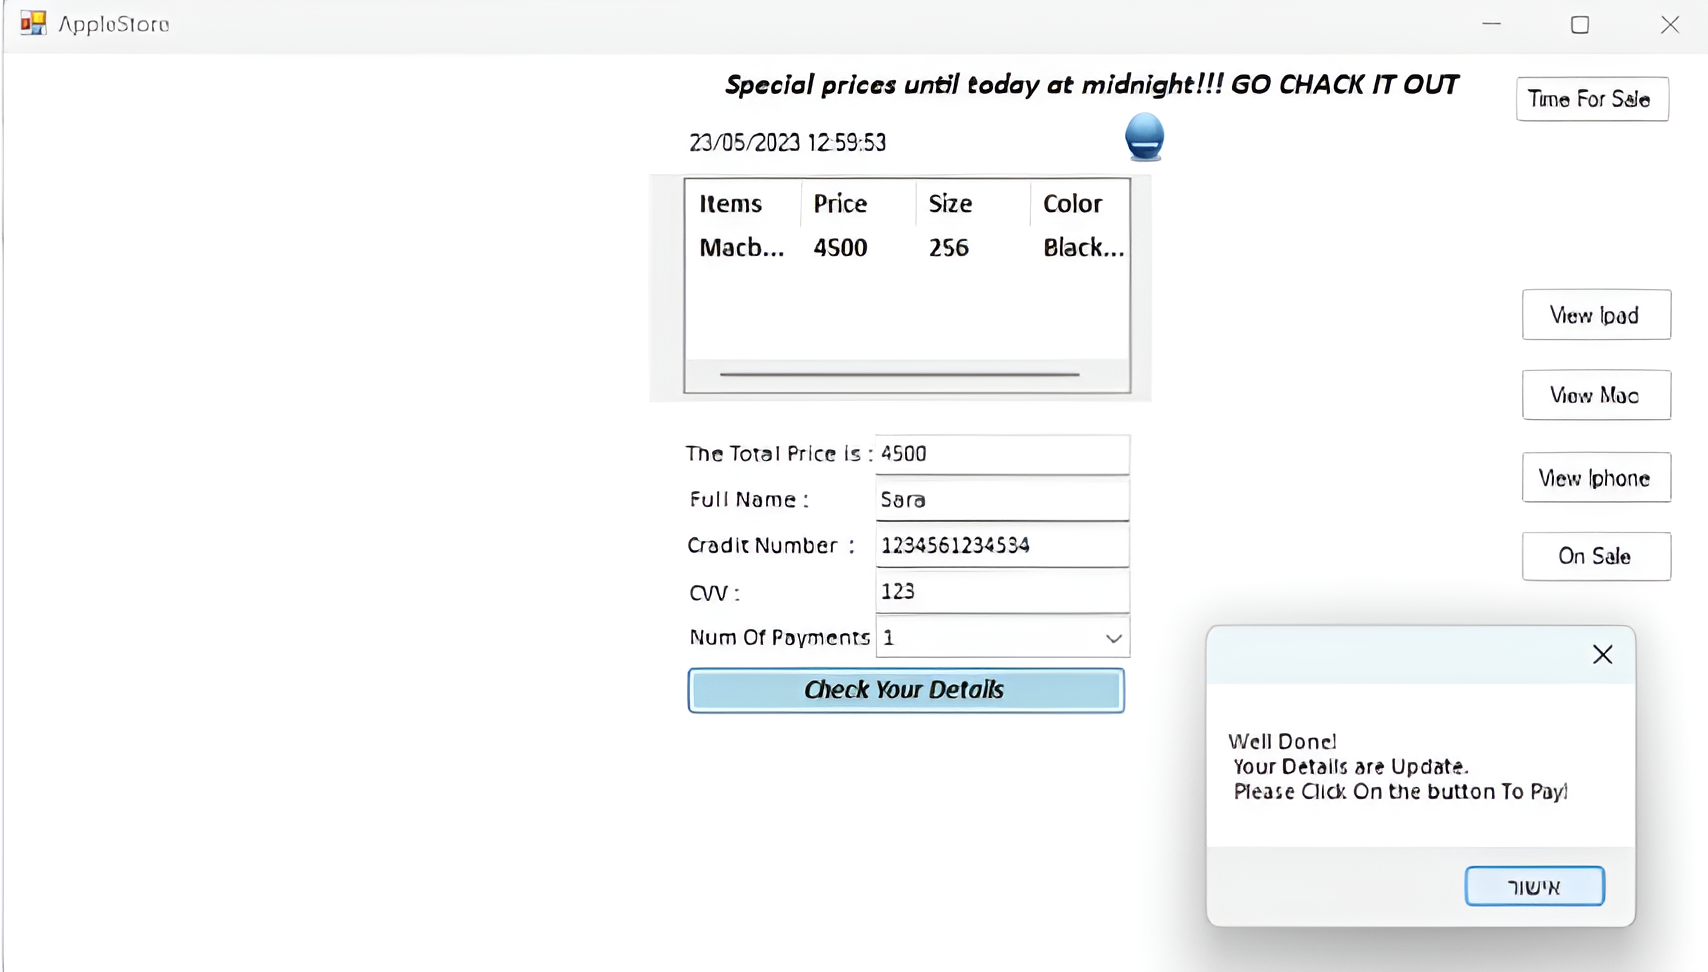 AppleStore
Special prices until today at midnight!!! GO CHACK IT OUT
Time For Sale
23/05/2023 12:59:53
Items Price Size Color
Macb... 4500 256 Black...
View Ipad
View Mac
View Iphone
On Sale
The Total Price is : 4500
Full Name : Sara
Cradit Number : 1234561234534
CVV : 123
Num Of Payments 1
Check Your Details
Well Done!
Your Details are Update.
Please Click On the button To Pay!
אישור